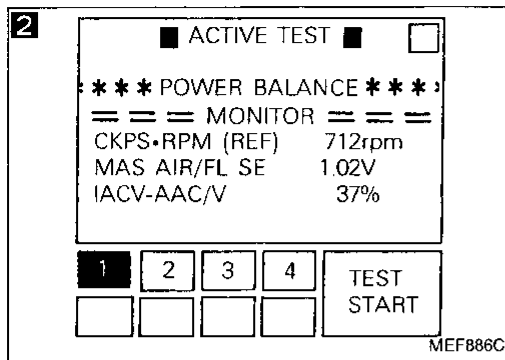 2
■ ACTIVE TEST ■
* * * POWER BALANCE * * *
= = = MONITOR = = =
CKPS•RPM (REF) 712rpm
MAS AIR/FL SE 1.02V
IACV-AAC/V 37%
1 2 3 4 TEST
START
MEF886C